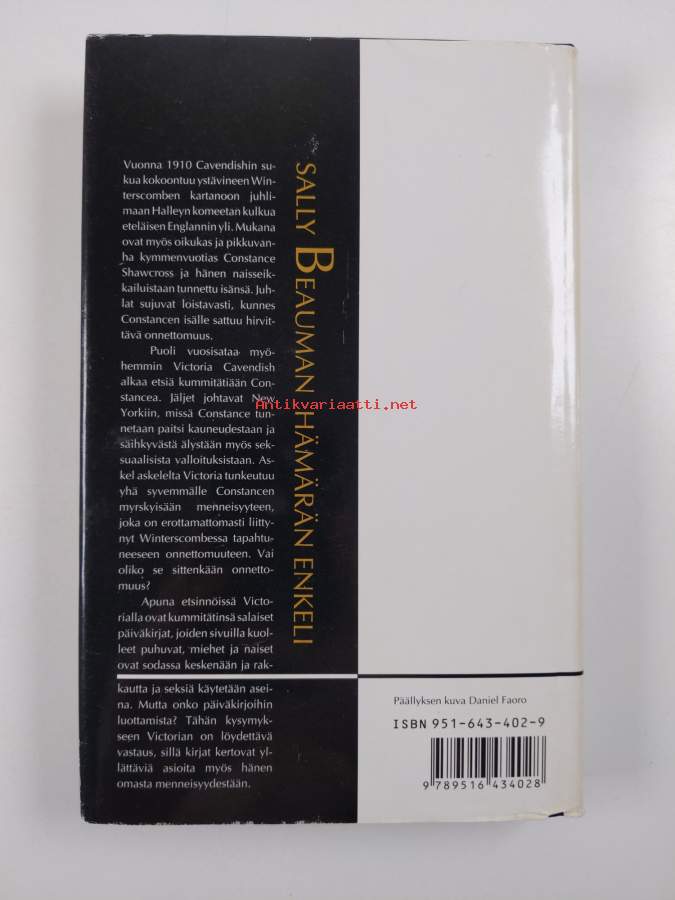 Vuonna 1910 Cavendishin su-
kua kokoontuu ystävineen Win-
terscomben kartanoon juhli-
maan Halleyn komeetan kulkua
eteläisen Englannin yli. Mukana
ovat myös oikukas ja pikkuvan-
ha kymmenvuotias Constance
Shawcross ja hänen naisseik-
kailuistaan tunnettu isänsä. Juh-
lat sujuvat loistavasti, kunnes
Constancen isälle sattuu hirvit-
tävä onnettomuus.
Puoli vuosisataa myö-
hemmin Victoria Cavendish
alkaa etsiä kummitätiään Con-
stancea. Jäljet johtavat New
Yorkiin, missä Constance tun-
netaan paitsi kauneudestaan ja
säihkyvästä älystään myös sek-
suaalisista valloituksistaan. As-
kel askelelta Victoria tunkeutuu
yhä syvemmälle Constancen
myrskyisään menneisyyteen,
joka on erottamattomasti liitty-
nyt Winterscombessa tapahtu-
neeseen onnettomuuteen. Vai
oliko se sittenkään onnetto-
muus?
Apuna etsinnöissä Victo-
rialla ovat kummitätinsä salaiset
päiväkirjat, joiden sivuilla kuol-
leet puhuvat, miehet ja naiset
ovat sodassa keskenään ja rak-
kautta ja seksiä käytetään asei-
na. Mutta onko päiväkirjoihin
luottamista? Tähän kysymyk-
seen Victorian on löydettävä
vastaus, sillä kirjat kertovat yl-
lättäviä asioita myös hänen
omasta menneisyydestään.
SALLY BEAUMAN HÄMÄRÄN ENKELI
Antikvariaatti.net
Päällyksen kuva Daniel Faoro
ISBN 951-643-402-9
9 789516 434028